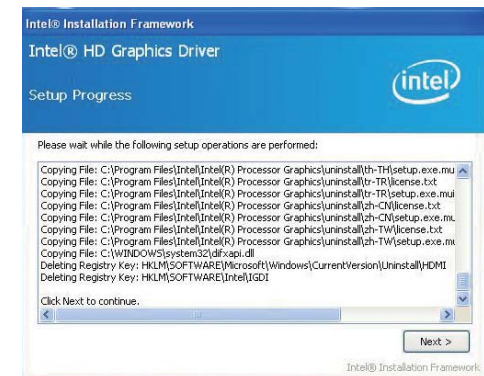 Intel® Installation Framework
Intel® HD Graphics Driver
intel
Setup Progress
Please wait while the following setup operations are performed:
Copying File: C:\Program Files\Intel\Intel(R) Processor Graphics\uninstall\th-TH\setup.exe.mu
Copying File: C:\Program Files\Intel\Intel(R) Processor Graphics\uninstall\tr-TR\license.txt
Copying File: C:\Program Files\Intel\Intel(R) Processor Graphics\uninstall\tr-TR\setup.exe.mui
Copying File: C:\Program Files\Intel\Intel(R) Processor Graphics\uninstall\zh-CN\license.txt
Copying File: C:\Program Files\Intel\Intel(R) Processor Graphics\uninstall\zh-CN\setup.exe.mu
Copying File: C:\Program Files\Intel\Intel(R) Processor Graphics\uninstall\zh-TW\license.txt
Copying File: C:\Program Files\Intel\Intel(R) Processor Graphics\uninstall\zh-TW\setup.exe.mu
Copying File: C:\WINDOWS\system32\difxapi.dll
Deleting Registry Key: HKLM\SOFTWARE\Microsoft\Windows\CurrentVersion\Uninstall\HDMI
Deleting Registry Key: HKLM\SOFTWARE\Intel\IGDI
Click Next to continue.
Next >
Intel® Installation Framework